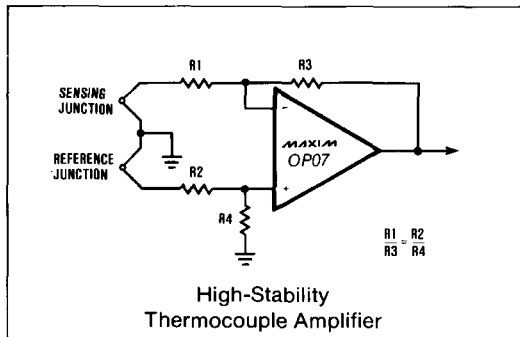 R1
R3
SENSING
JUNCTION
-
MAXIM
OP07
REFERENCE
JUNCTION
R2
+
R4
R1/R3 = R2/R4
High-Stability
Thermocouple Amplifier